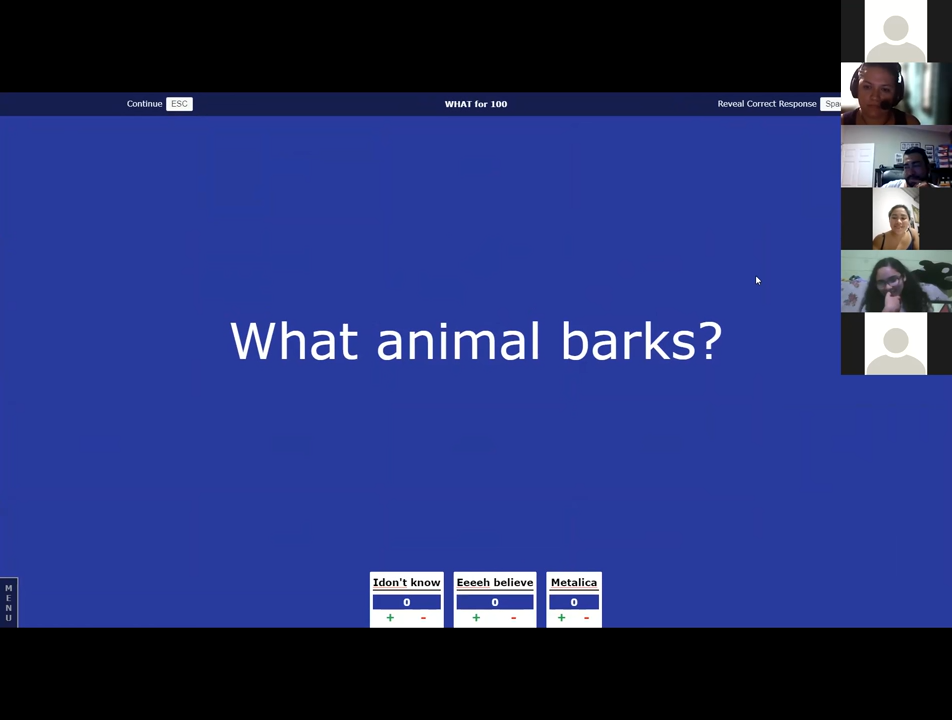 Continue ESC WHAT for 100 Reveal Correct Response
What animal barks?
Idon't know Eeeeh believe Metalica
0 0 0
+ - + - + -
M
E
N
U